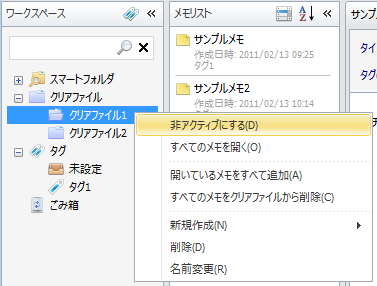 ワークスペース
スマートフォルダ
クリアファイル
クリアファイル1
クリアファイル2
タグ
未設定
タグ1
ごみ箱
メモリスト
サンプルメモ
作成日時: 2011/02/13 09:25
タグ1
サンプルメモ2
作成日時: 2011/02/13 10:14
非アクティブにする(D)
すべてのメモを開く(O)
開いているメモをすべて追加(A)
すべてのメモをクリアファイルから削除(C)
新規作成(N)
削除(D)
名前変更(R)
サンプル
タイ
タグの